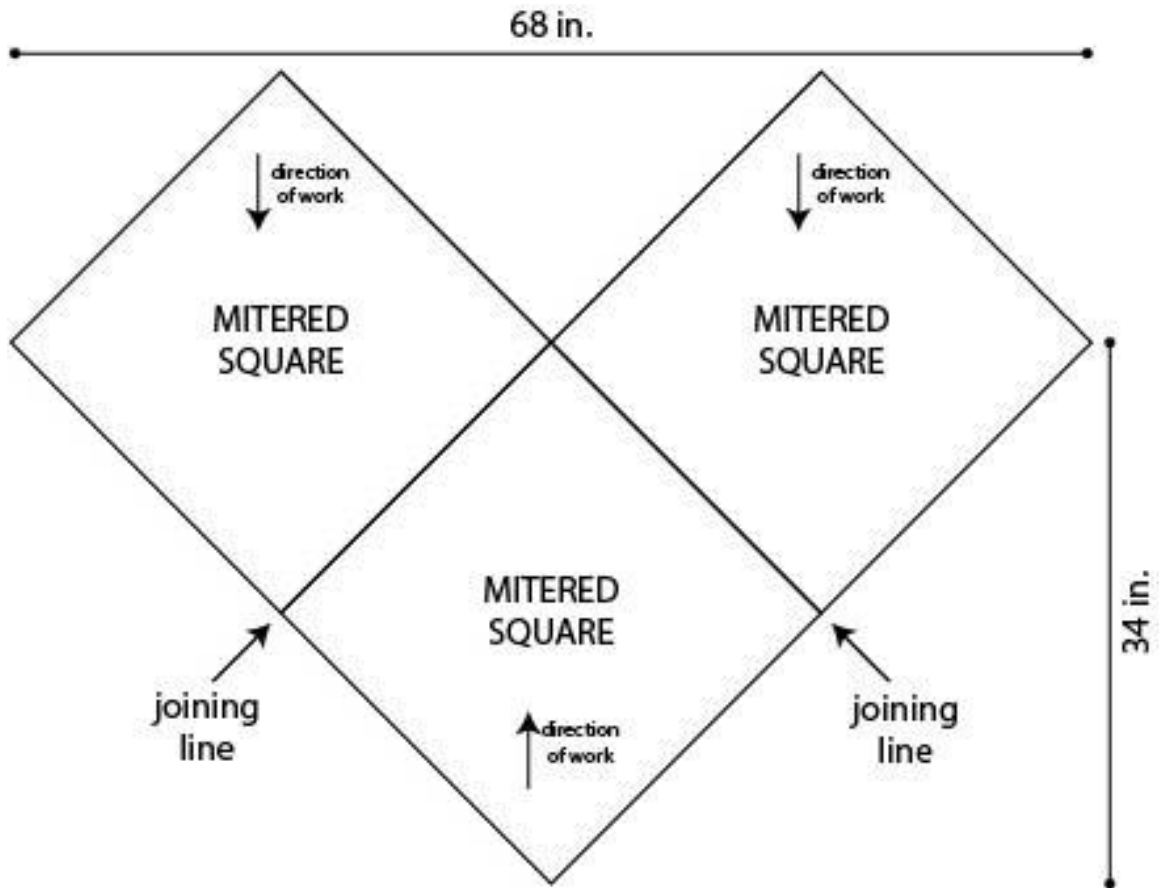 68 in.
direction
of work
direction
of work
MITERED
SQUARE
MITERED
SQUARE
MITERED
SQUARE
34 in.
joining
line
direction
of work
joining
line